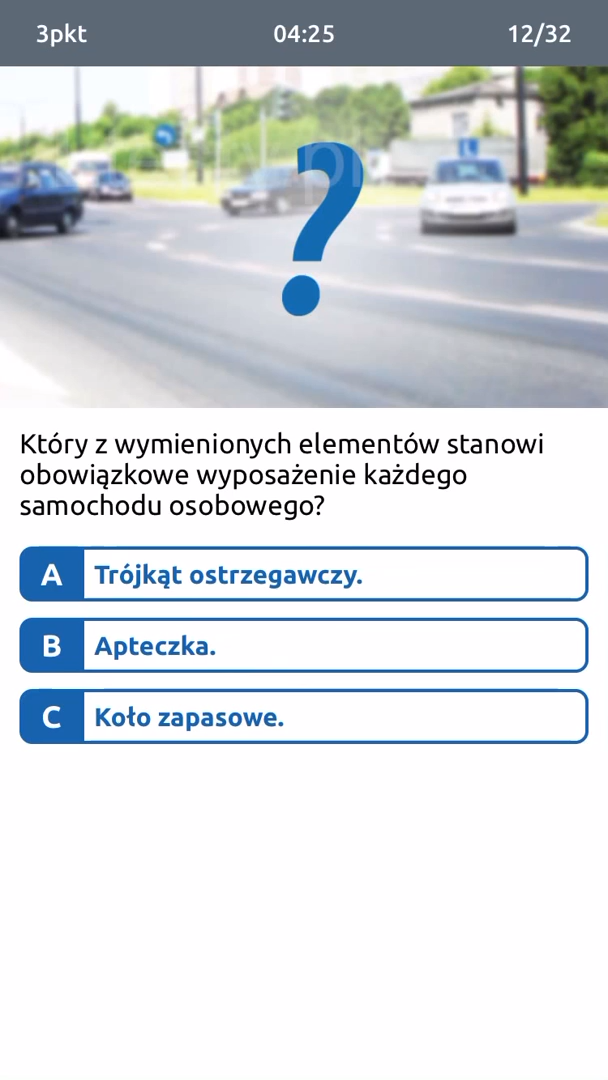 3pkt 04:25 12/32
?
Który z wymienionych elementów stanowi
obowiązkowe wyposażenie każdego
samochodu osobowego?
A Trójkąt ostrzegawczy.
B Apteczka.
C Koło zapasowe.